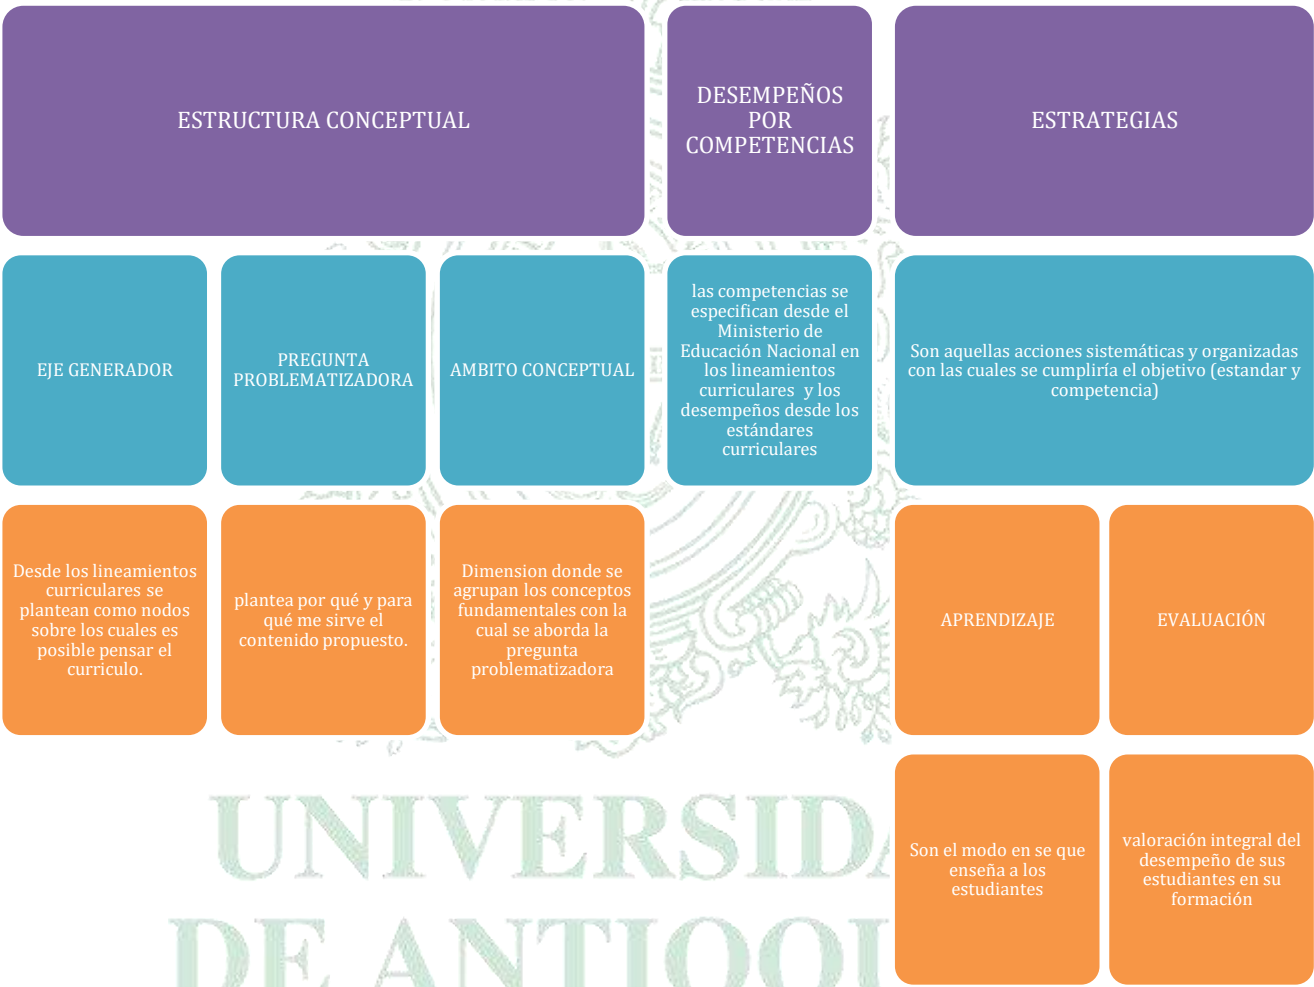 ESTRUCTURA CONCEPTUAL
DESEMPEÑOS
POR
COMPETENCIAS
ESTRATEGIAS
EJE GENERADOR
PREGUNTA
PROBLEMATIZADORA
AMBITO CONCEPTUAL
las competencias se
especifican desde el
Ministerio de
Educación Nacional en
los lineamientos
curriculares y los
desempeños desde los
estándares
curriculares
Son aquellas acciones sistemáticas y organizadas
con las cuales se cumpliría el objetivo (estandar y
competencia)
Desde los lineamientos
curriculares se
plantean como nodos
sobre los cuales es
posible pensar el
curriculo.
plantea por qué y para
qué me sirve el
contenido propuesto.
Dimension donde se
agrupan los conceptos
fundamentales con la
cual se aborda la
pregunta
problematizadora
APRENDIZAJE
EVALUACIÓN
Son el modo en se que
enseña a los
estudiantes
valoración integral del
desempeño de sus
estudiantes en su
formación
UNIVERSIDA
DE ANTIOQU